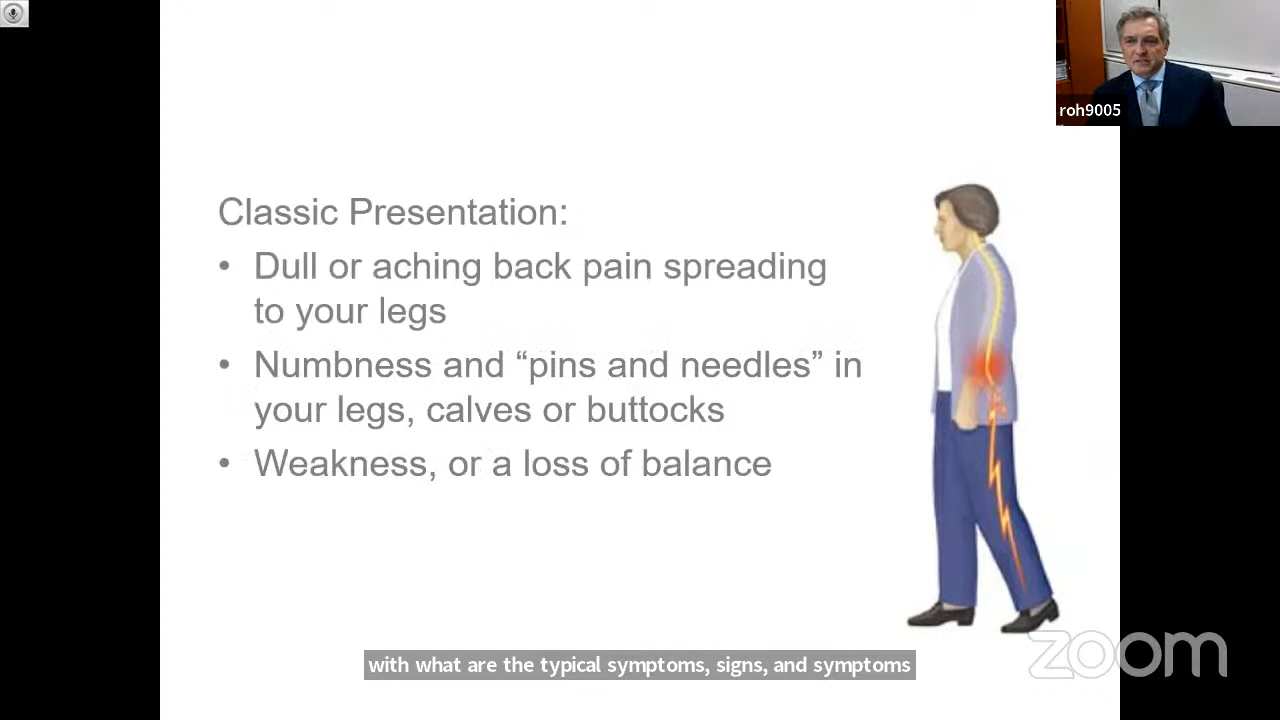 roh9005
Classic Presentation:
• Dull or aching back pain spreading
to your legs
• Numbness and “pins and needles” in
your legs, calves or buttocks
• Weakness, or a loss of balance
with what are the typical symptoms, signs, and symptoms
zoom